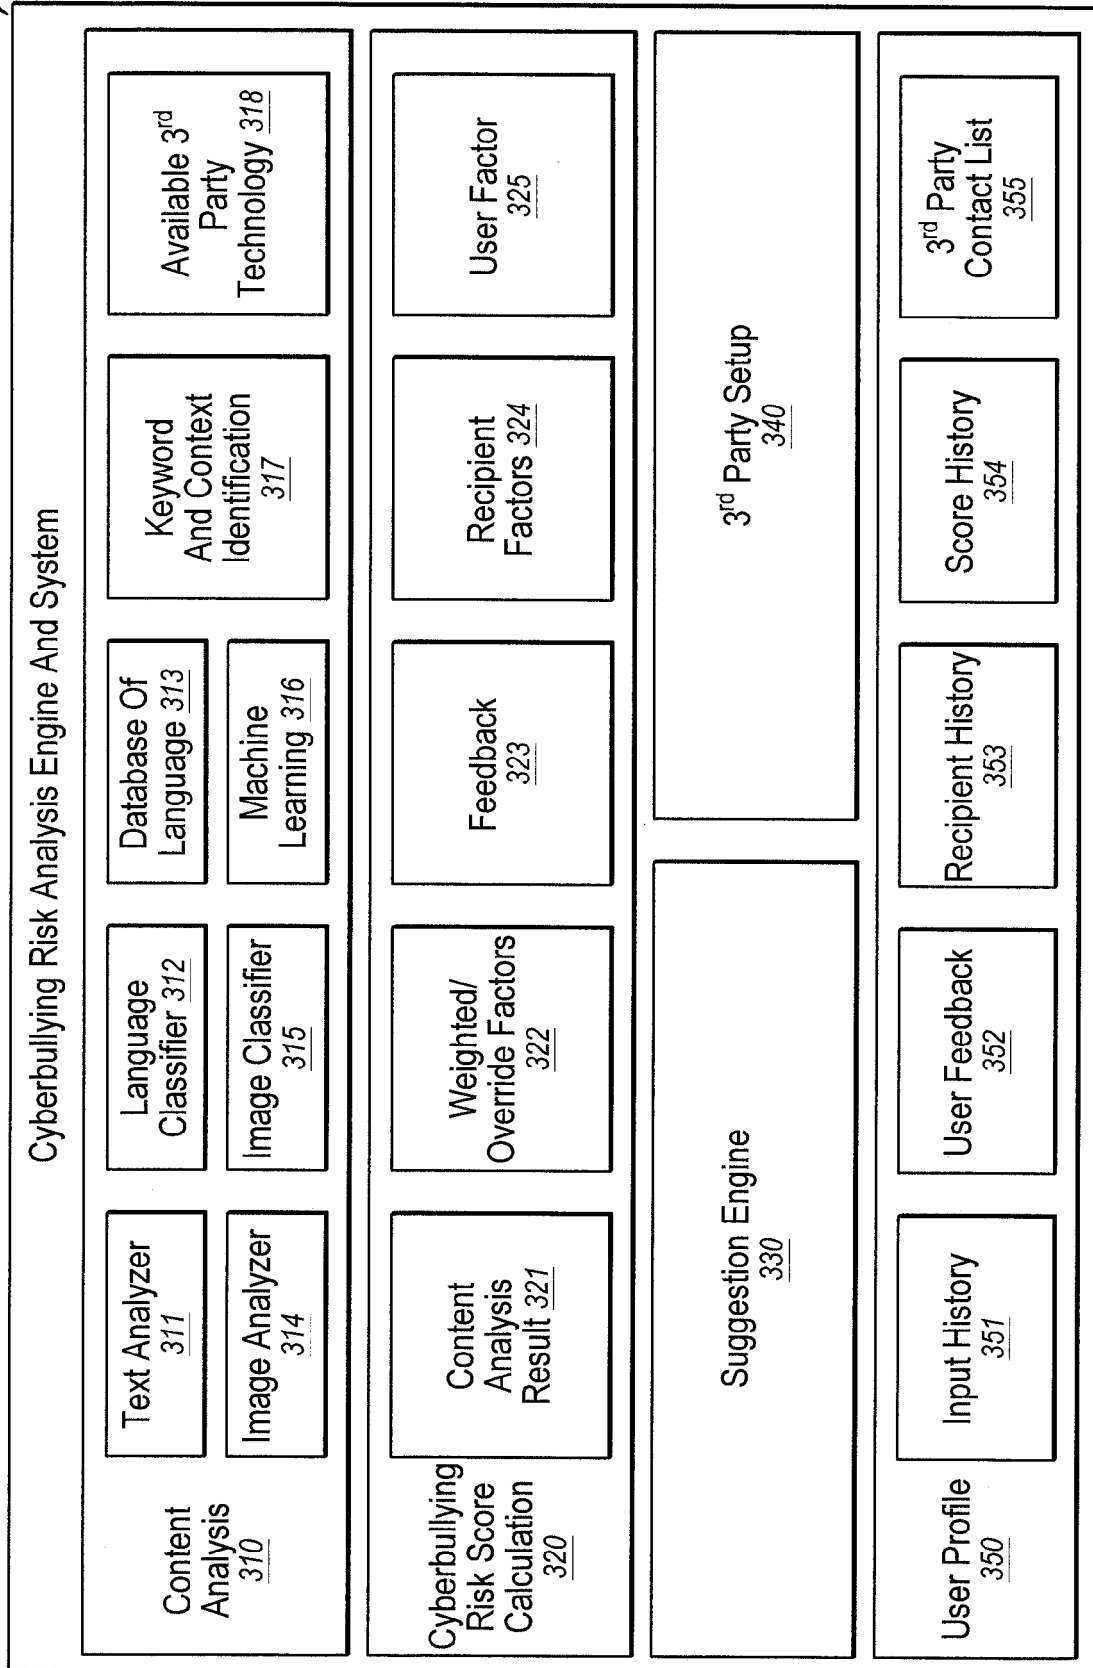 Cyberbullying Risk Analysis Engine And System
Content
Analysis
310
Text Analyzer
311
Language
Classifier 312
Database Of
Language 313
Image Analyzer
314
Image Classifier
315
Machine
Learning 316
Keyword
And Context
Identification
317
Available 3rd
Party
Technology 318
Cyberbullying
Risk Score
Calculation
320
Content
Analysis
Result 321
Weighted/
Override Factors
322
Feedback
323
Recipient
Factors 324
User Factor
325
Suggestion Engine
330
3rd Party Setup
340
User Profile
350
Input History
351
User Feedback
352
Recipient History
353
Score History
354
3rd Party
Contact List
355